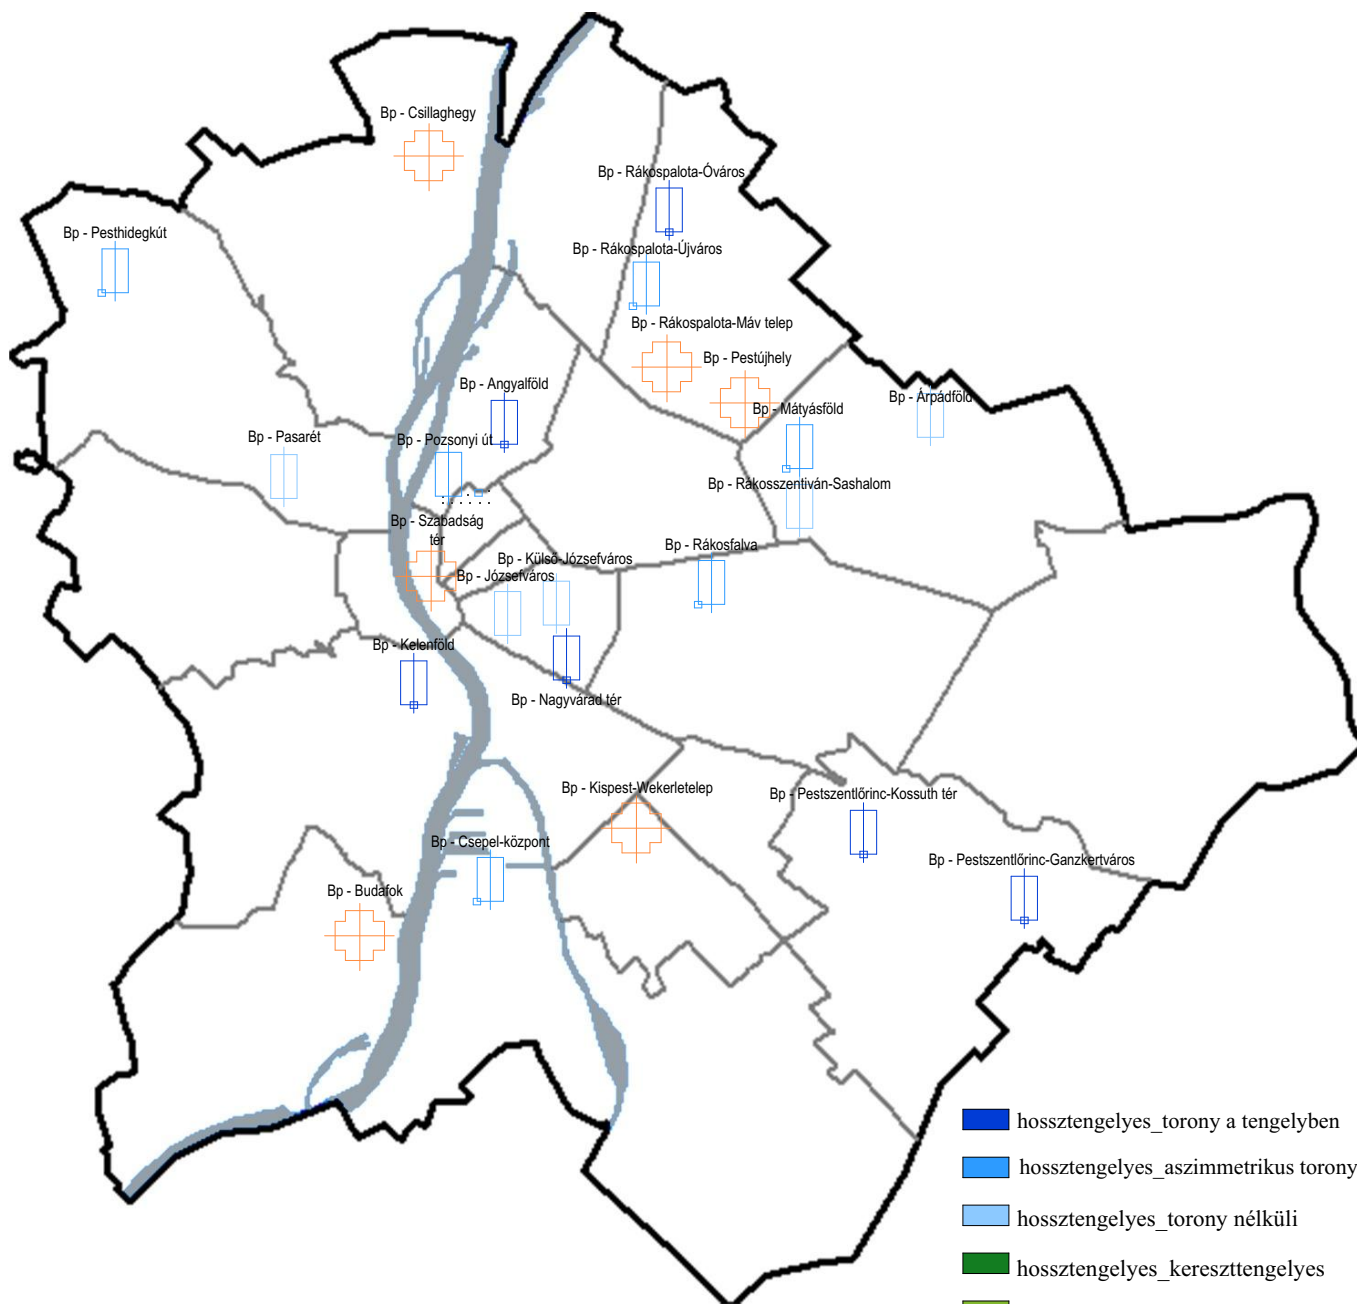 Bp - Csillaghegy
Bp - Rákospalota-Óváros
Bp - Pesthidegkút
Bp - Rákospalota-Újváros
Bp - Rákospalota-Máv telep
Bp - Pestújhely
Bp - Angyalföld
Bp - Árpádföld
Bp - Mátyásföld
Bp - Pasarét
Bp - Pozsonyi út
Bp - Rákosszentiván-Sashalom
Bp - Szabadság
tér
Bp - Rákosfalva
Bp - Külső-Józsefváros
Bp - Józsefváros
Bp - Kelenföld
Bp - Nagyvárad tér
Bp - Kispest-Wekerletelep
Bp - Pestszentlőrinc-Kossuth tér
Bp - Csepel-központ
Bp - Pestszentlőrinc-Ganzkertváros
Bp - Budafok
hossztengelyes_torony a tengelyben
hossztengelyes_aszimmetrikus torony
hossztengelyes_torony nélküli
hossztengelyes_kereszttengelyes